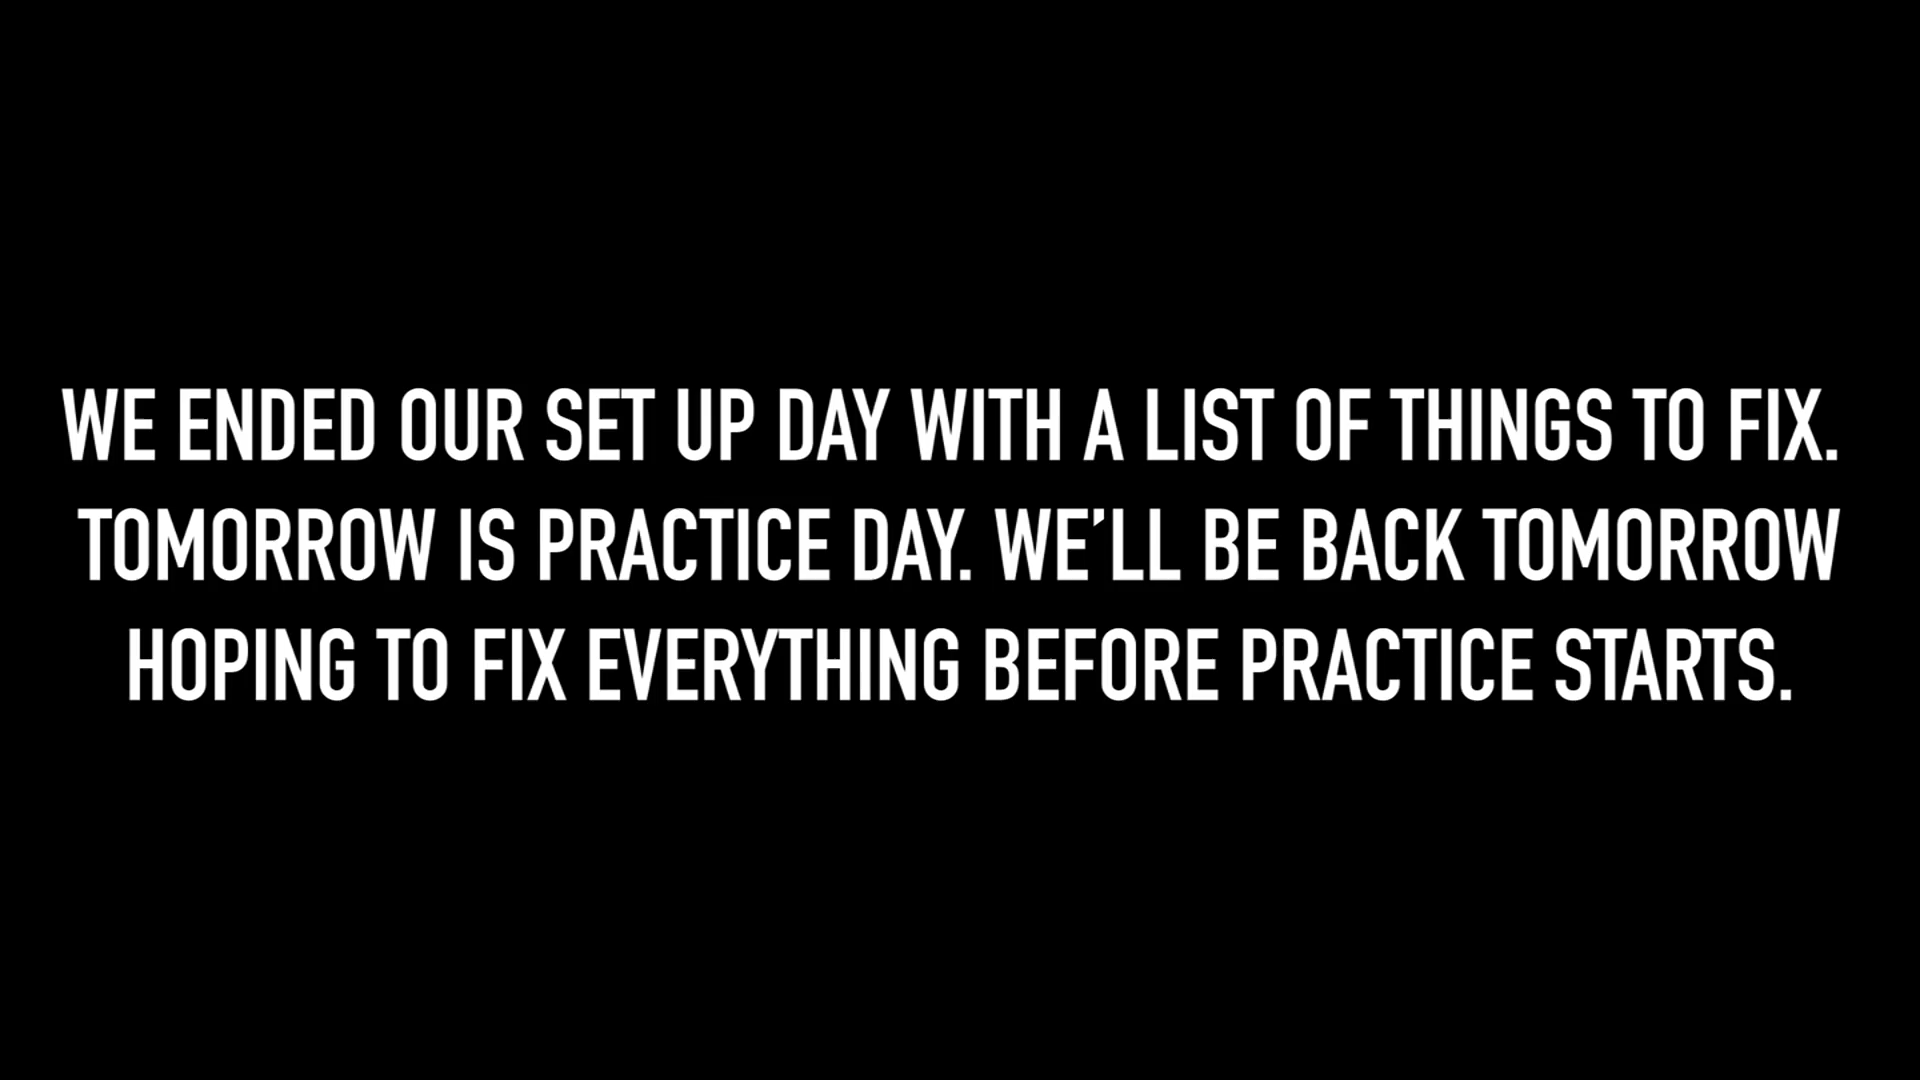 WE ENDED OUR SET UP DAY WITH A LIST OF THINGS TO FIX.
TOMORROW IS PRACTICE DAY. WE’LL BE BACK TOMORROW
HOPING TO FIX EVERYTHING BEFORE PRACTICE STARTS.